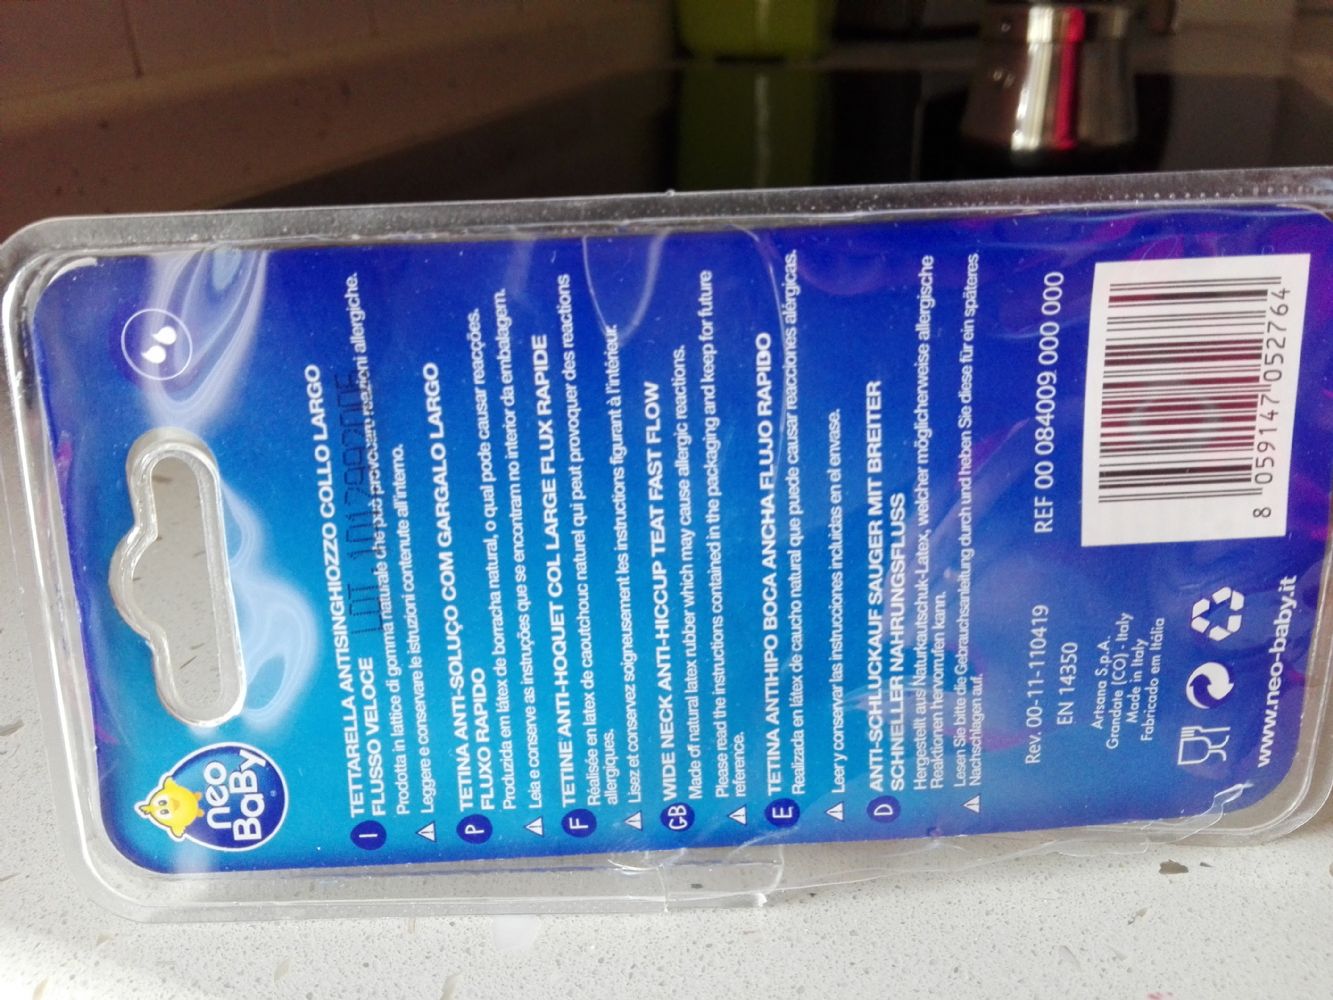 neo
BaBy
I TETTARELLA ANTISINGHIOZZO COLLO LARGO
FLUSSO VELOCE
Prodotta in lattice di gomma naturale che può provocare reazioni allergiche.
Leggere e conservare le istuzioni contenute all'interno.
P TETINA ANTI-SOLUÇO COM GARGALO LARGO
FLUXO RAPIDO
Produzida em látex de borracha natural, o qual pode causar reacções.
Leia e conserve as instruções que se encontram no interior da embalagem.
F TETINE ANTI-HOQUET COL LARGE FLUX RAPIDE
Réalisée en latex de caoutchouc naturel qui peut provoquer des reactions
allergiques.
Lisez et conservez soigneusement les instructions figurant à l'intérieur.
GB WIDE NECK ANTI-HICCUP TEAT FAST FLOW
Made of natural latex rubber which may cause allergic reactions.
Please read the instructions contained in the packaging and keep for future
reference.
E TETINA ANTIHIPO BOCA ANCHA FLUJO RAPIDO
Realizada en látex de caucho natural que puede causar reacciones alérgicas.
Leer y conservar las instrucciones incluidas en el envase.
D ANTI-SCHLUCKAUF SAUGER MIT BREITER
SCHNELLER NAHRUNGSFLUSS
Hergestellt aus Naturkautschuk-Latex, welcher möglicherweise allergische
Reaktionen hervorrufen kann.
Lesen Sie bitte die Gebrauchsanleitung durch und heben Sie diese für ein späteres
Nachschlagen auf.
Rev. 00-11-110419
EN 14350
REF 00 084009 000 000
Artsana S.p.A.
Grandate (CO) - Italy
Made in Italy
Fabricado em Itália
8 059147 052764
www.neo-baby.it